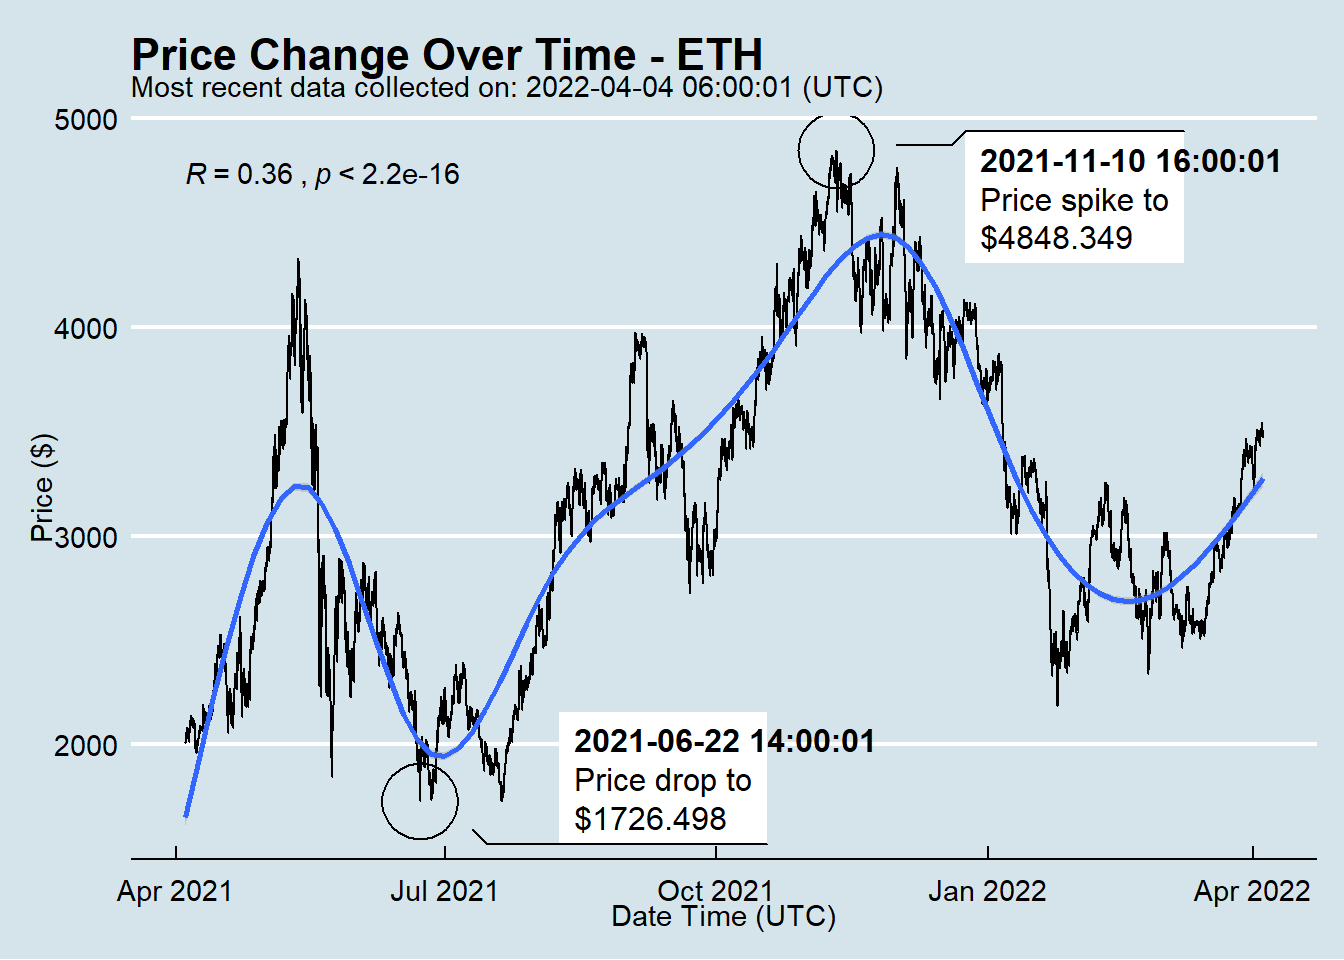 Price Change Over Time - ETH
Most recent data collected on: 2022-04-04 06:00:01 (UTC)
R = 0.36 , p < 2.2e-16
2021-11-10 16:00:01
Price spike to
$4848.349
5000
4000
3000
2000
Price ($)
2021-06-22 14:00:01
Price drop to
$1726.498
Apr 2021
Jul 2021
Oct 2021
Jan 2022
Apr 2022
Date Time (UTC)